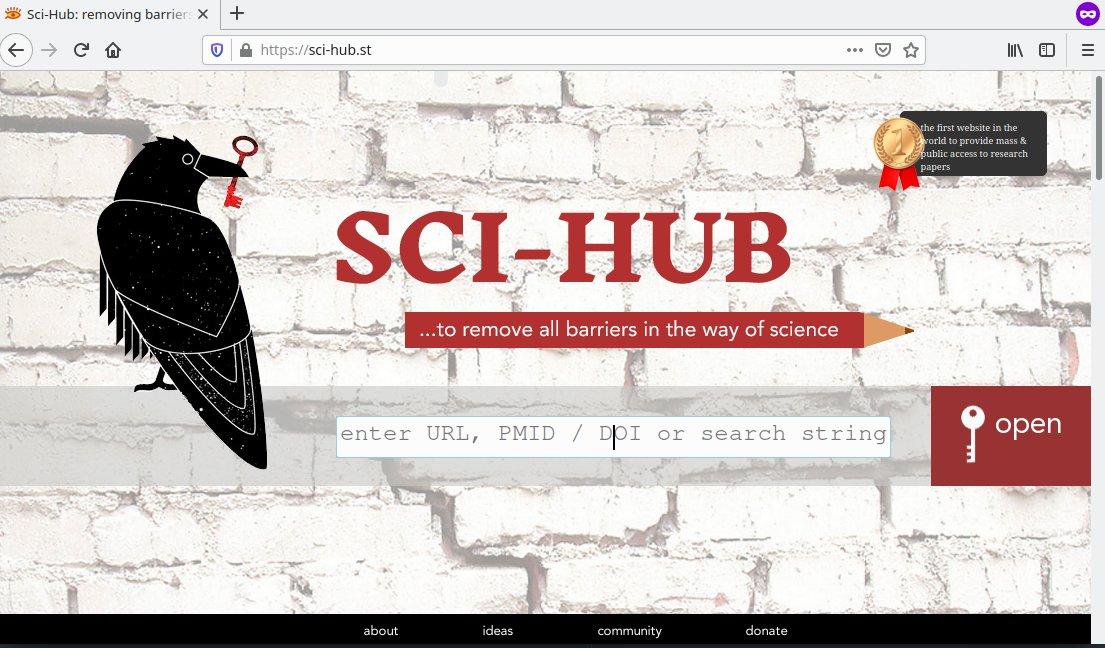 Sci-Hub: removing barrier
https://sci-hub.st
the first website in the
world to provide mass &
public access to research
papers
SCI-HUB
...to remove all barriers in the way of science
enter URL, PMID / DOI or search string
open
about
ideas
community
donate